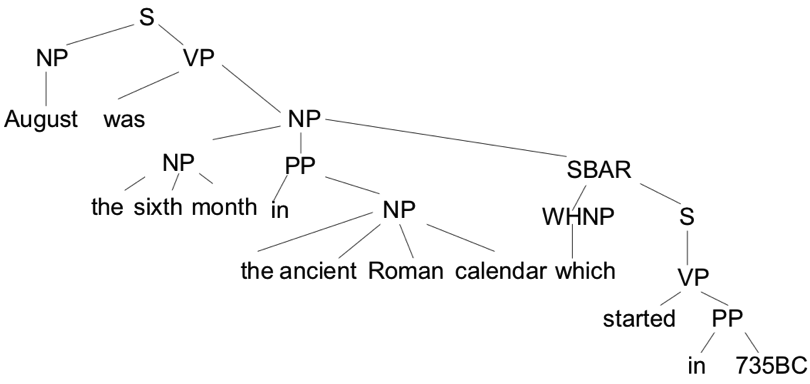 S
NP VP
August was NP
NP PP SBAR
the sixth month in NP WHNP S
the ancient Roman calendar which
VP
started PP
in 735BC